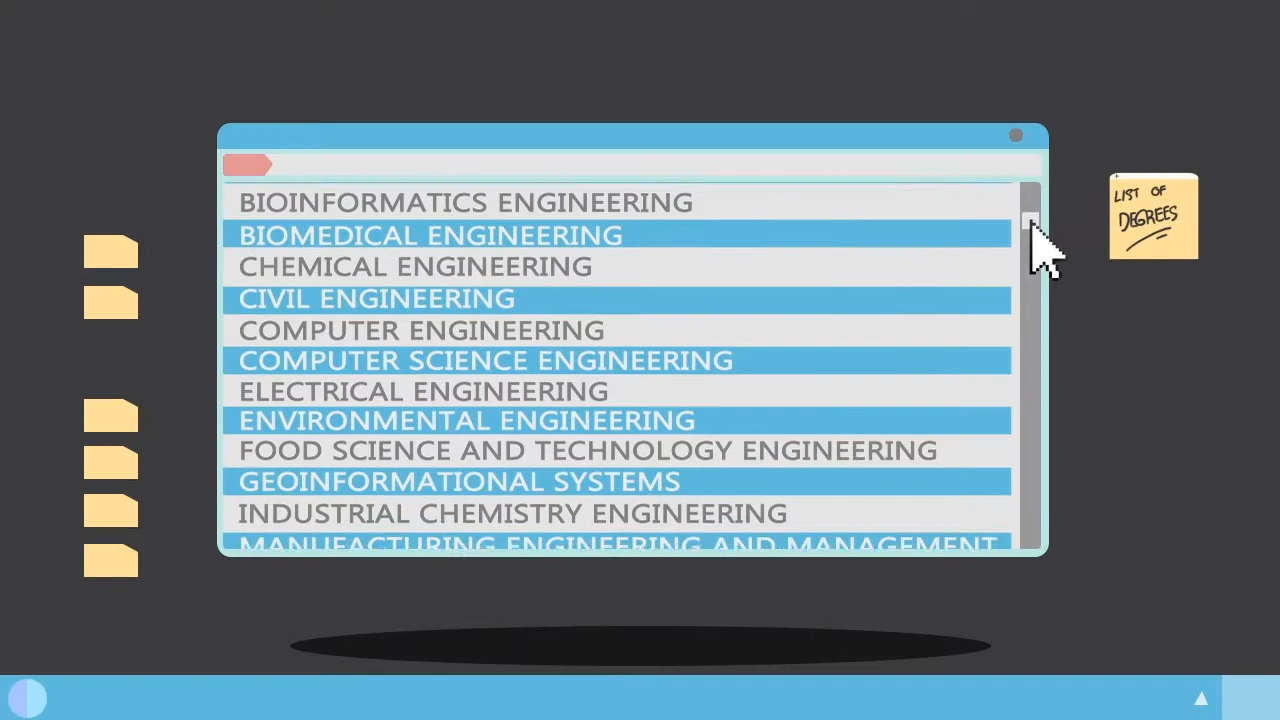 BIOINFORMATICS ENGINEERING
BIOMEDICAL ENGINEERING
CHEMICAL ENGINEERING
CIVIL ENGINEERING
COMPUTER ENGINEERING
COMPUTER SCIENCE ENGINEERING
ELECTRICAL ENGINEERING
ENVIRONMENTAL ENGINEERING
FOOD SCIENCE AND TECHNOLOGY ENGINEERING
GEOINFORMATIONAL SYSTEMS
INDUSTRIAL CHEMISTRY ENGINEERING
MANUFACTURING ENGINEERING AND MANAGEMENT
LIST OF
DEGREES